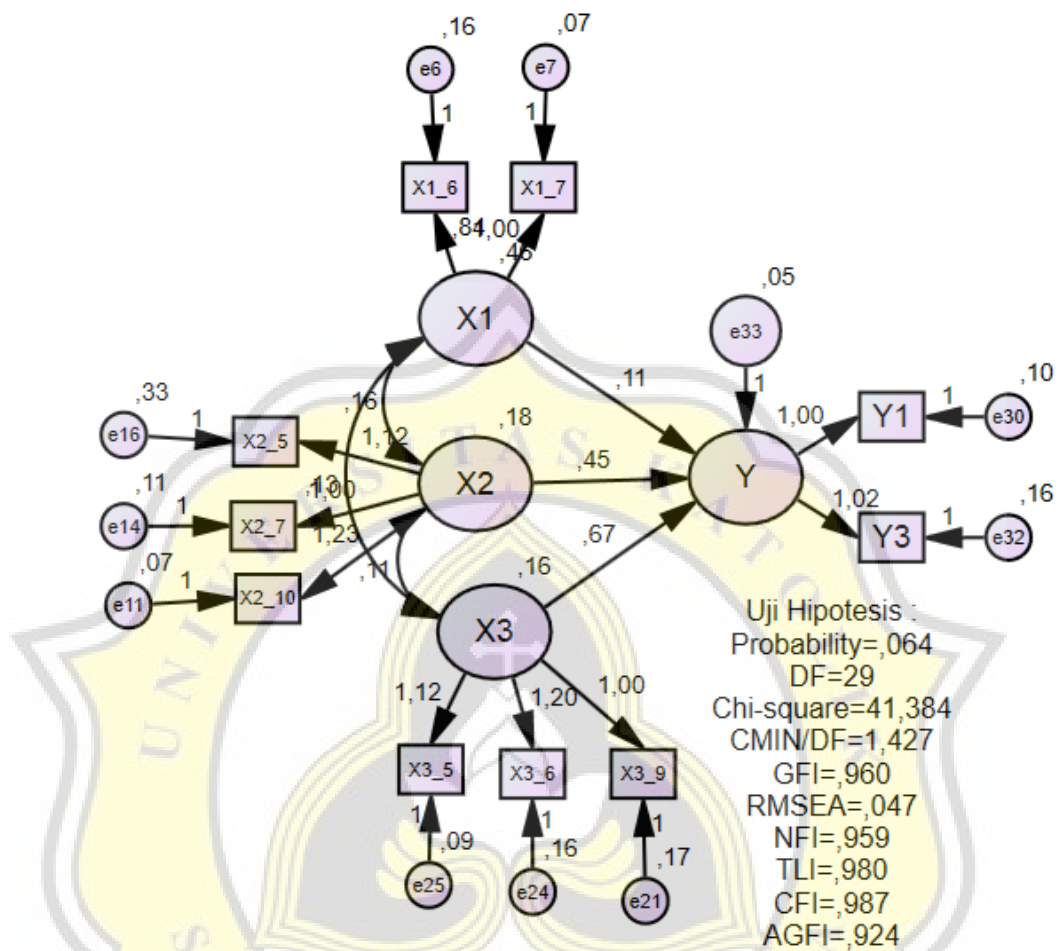 ,16
,07
e6
e7
1
1
X1_6
X1_7
,84
1,00
,46
X1
,05
e33
,11
1
,10
,33
1,00
Y1
1
e30
,16
,18
e16
1
X2_5
1,12
X2
,45
Y
,11
,13
1,00
1,02
,16
e14
1
X2_7
1,23
,67
Y3
1
e32
,07
,11
,16
e11
1
X2_10
X3
Uji Hipotesis :
Probability=,064
DF=29
Chi-square=41,384
CMIN/DF=1,427
GFI=,960
RMSEA=,047
NFI=,959
TLI=,980
CFI=,987
AGFI=,924
1,12
1,20
1,00
X3_5
X3_6
X3_9
1
1
1
,09
,16
,17
e25
e24
e21
UNIVERSITAS KATOLIK
S